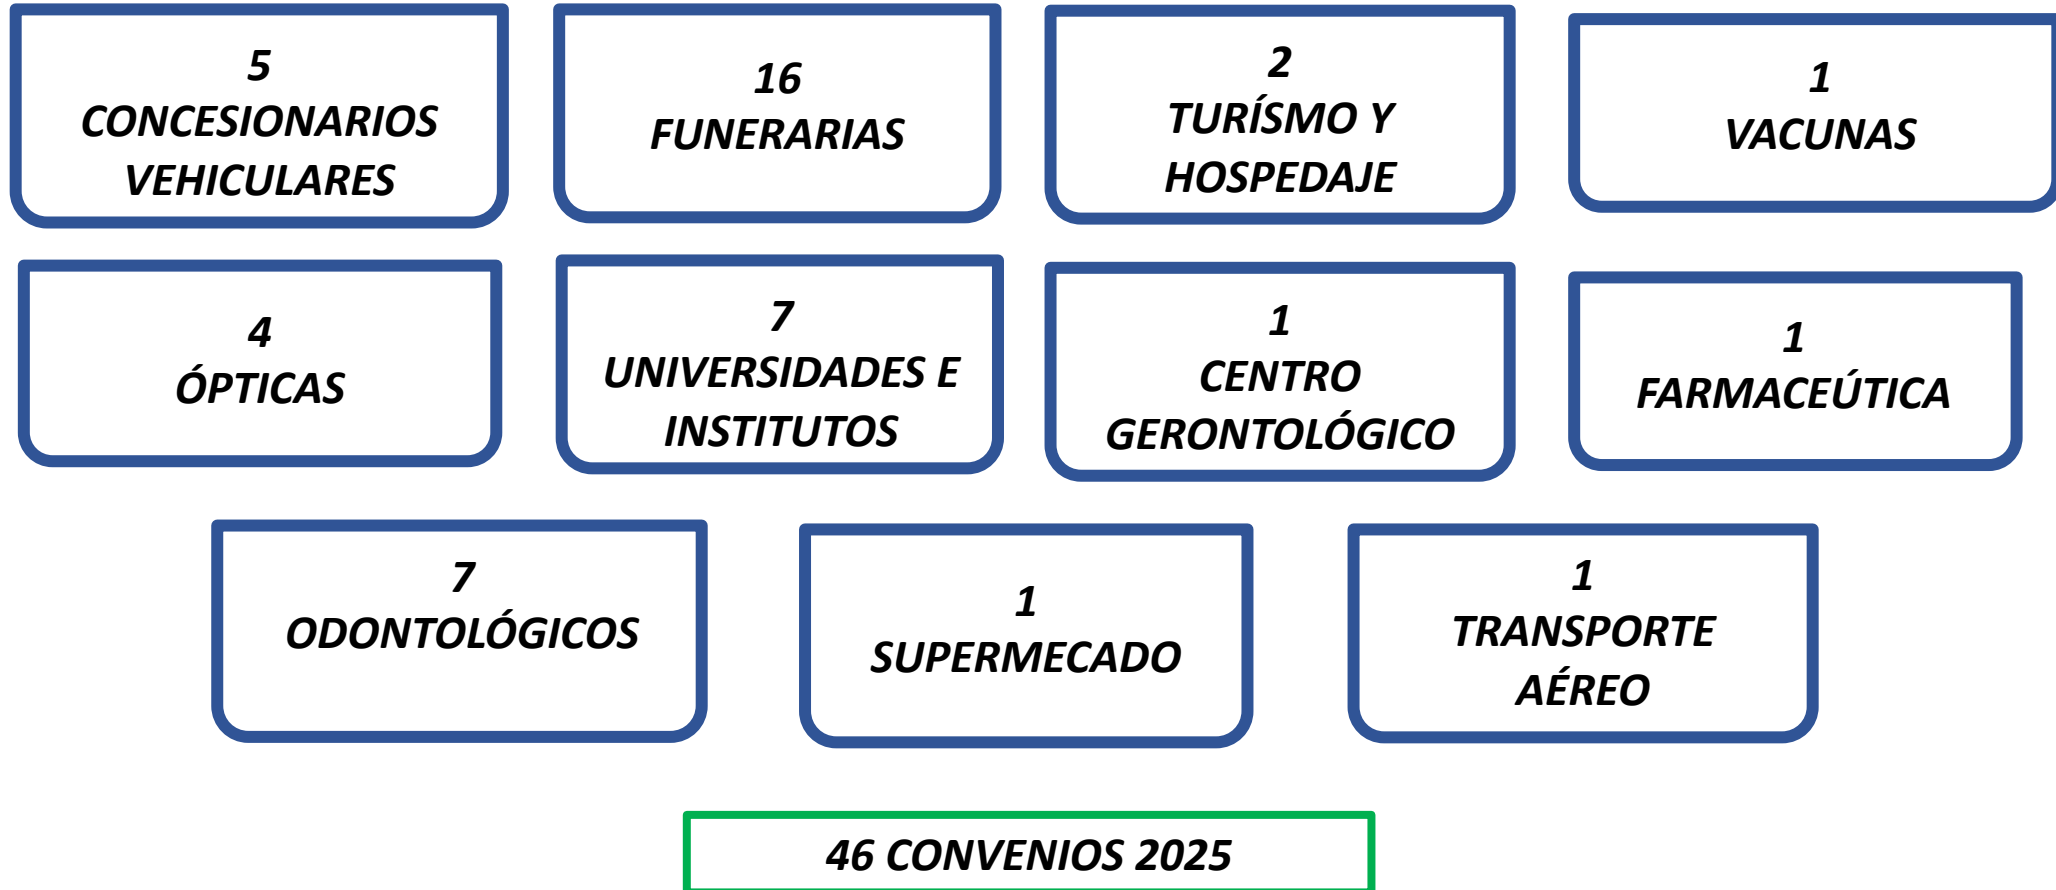 5
CONCESIONARIOS
VEHICULARES
16
FUNERARIAS
2
TURÍSMO Y
HOSPEDAJE
1
VACUNAS
4
ÓPTICAS
7
UNIVERSIDADES E
INSTITUTOS
1
CENTRO
GERONTOLÓGICO
1
FARMACEÚTICA
7
ODONTOLÓGICOS
1
SUPERMECADO
1
TRANSPORTE
AÉREO
46 CONVENIOS 2025